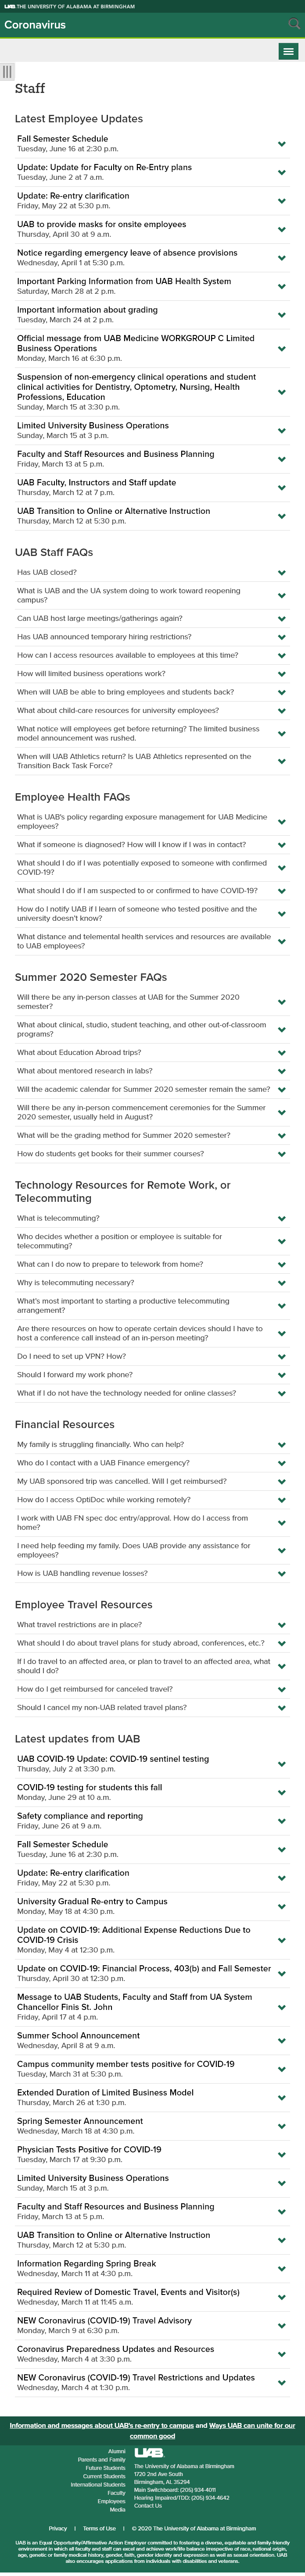 UAB THE UNIVERSITY OF ALABAMA AT BIRMINGHAM
Coronavirus
Staff
Latest Employee Updates
Fall Semester Schedule
Tuesday, June 16 at 2:30 p.m.
Update: Update for Faculty on Re-Entry plans
Tuesday, June 2 at 7 a.m.
Update: Re-entry clarification
Friday, May 22 at 5:30 p.m.
UAB to provide masks for onsite employees
Thursday, April 30 at 9 a.m.
Notice regarding emergency leave of absence provisions
Wednesday, April 1 at 5:30 p.m.
Important Parking Information from UAB Health System
Saturday, March 28 at 2 p.m.
Important information about grading
Tuesday, March 24 at 2 p.m.
Official message from UAB Medicine WORKGROUP C Limited
Business Operations
Monday, March 16 at 6:30 p.m.
Suspension of non-emergency clinical operations and student
clinical activities for Dentistry, Optometry, Nursing, Health
Professions, Education
Sunday, March 15 at 3:30 p.m.
Limited University Business Operations
Sunday, March 15 at 3 p.m.
Faculty and Staff Resources and Business Planning
Friday, March 13 at 5 p.m.
UAB Faculty, Instructors and Staff update
Thursday, March 12 at 7 p.m.
UAB Transition to Online or Alternative Instruction
Thursday, March 12 at 5:30 p.m.
UAB Staff FAQs
Has UAB closed?
What is UAB and the UA system doing to work toward reopening
campus?
Can UAB host large meetings/gatherings again?
Has UAB announced temporary hiring restrictions?
How can I access resources available to employees at this time?
How will limited business operations work?
When will UAB be able to bring employees and students back?
What about child-care resources for university employees?
What notice will employees get before returning? The limited business
model announcement was rushed.
When will UAB Athletics return? Is UAB Athletics represented on the
Transition Back Task Force?
Employee Health FAQs
What is UAB's policy regarding exposure management for UAB Medicine
employees?
What if someone is diagnosed? How will I know if I was in contact?
What should I do if I was potentially exposed to someone with confirmed
COVID-19?
What should I do if I am suspected to or confirmed to have COVID-19?
How do I notify UAB if I learn of someone who tested positive and the
university doesn't know?
What distance and telemental health services and resources are available
to UAB employees?
Summer 2020 Semester FAQs
Will there be any in-person classes at UAB for the Summer 2020
semester?
What about clinical, studio, student teaching, and other out-of-classroom
programs?
What about Education Abroad trips?
What about mentored research in labs?
Will the academic calendar for Summer 2020 semester remain the same?
Will there be any in-person commencement ceremonies for the Summer
2020 semester, usually held in August?
What will be the grading method for Summer 2020 semester?
How do students get books for their summer courses?
Technology Resources for Remote Work, or
Telecommuting
What is telecommuting?
Who decides whether a position or employee is suitable for
telecommuting?
What can I do now to prepare to telework from home?
Why is telecommuting necessary?
What's most important to starting a productive telecommuting
arrangement?
Are there resources on how to operate certain devices should I have to
host a conference call instead of an in-person meeting?
Do I need to set up VPN? How?
Should I forward my work phone?
What if I do not have the technology needed for online classes?
Financial Resources
My family is struggling financially. Who can help?
Who do I contact with a UAB Finance emergency?
My UAB sponsored trip was cancelled. Will I get reimbursed?
How do I access OptiDoc while working remotely?
I work with UAB FN spec doc entry/approval. How do I access from
home?
I need help feeding my family. Does UAB provide any assistance for
employees?
How is UAB handling revenue losses?
Employee Travel Resources
What travel restrictions are in place?
What should I do about travel plans for study abroad, conferences, etc.?
If I do travel to an affected area, or plan to travel to an affected area, what
should I do?
How do I get reimbursed for canceled travel?
Should I cancel my non-UAB related travel plans?
Latest updates from UAB
UAB COVID-19 Update: COVID-19 sentinel testing
Thursday, July 2 at 3:30 p.m.
COVID-19 testing for students this fall
Monday, June 29 at 10 a.m.
Safety compliance and reporting
Friday, June 26 at 9 a.m.
Fall Semester Schedule
Tuesday, June 16 at 2:30 p.m.
Update: Re-entry clarification
Friday, May 22 at 5:30 p.m.
University Gradual Re-entry to Campus
Monday, May 18 at 4:30 p.m.
Update on COVID-19: Additional Expense Reductions Due to
COVID-19 Crisis
Monday, May 4 at 12:30 p.m.
Update on COVID-19: Financial Process, 403(b) and Fall Semester
Thursday, April 30 at 12:30 p.m.
Message to UAB Students, Faculty and Staff from UA System
Chancellor Finis St. John
Friday, April 17 at 4 p.m.
Summer School Announcement
Wednesday, April 8 at 9 a.m.
Campus community member tests positive for COVID-19
Tuesday, March 31 at 5:30 p.m.
Extended Duration of Limited Business Model
Thursday, March 26 at 1:30 p.m.
Spring Semester Announcement
Wednesday, March 18 at 4:30 p.m.
Physician Tests Positive for COVID-19
Tuesday, March 17 at 9:30 p.m.
Limited University Business Operations
Sunday, March 15 at 3 p.m.
Faculty and Staff Resources and Business Planning
Friday, March 13 at 5 p.m.
UAB Transition to Online or Alternative Instruction
Thursday, March 12 at 5:30 p.m.
Information Regarding Spring Break
Wednesday, March 11 at 4:30 p.m.
Required Review of Domestic Travel, Events and Visitor(s)
Wednesday, March 11 at 11:45 a.m.
NEW Coronavirus (COVID-19) Travel Advisory
Monday, March 9 at 6:30 p.m.
Coronavirus Preparedness Updates and Resources
Wednesday, March 4 at 3:30 p.m.
NEW Coronavirus (COVID-19) Travel Restrictions and Updates
Wednesday, March 4 at 1:30 p.m.
Information and messages about UAB's re-entry to campus and Ways UAB can unite for our
common good
Alumni
Parents and Family
Future Students
Current Students
International Students
Faculty
Employees
Media
UAB
The University of Alabama at Birmingham
1720 2nd Ave South
Birmingham, AL 35294
Main Switchboard: (205) 934-4011
Hearing Impaired/TDD: (205) 934-4642
Contact Us
Privacy | Terms of Use | © 2020 The University of Alabama at Birmingham
UAB is an Equal Opportunity/Affirmative Action Employer committed to fostering a diverse, equitable and family-friendly
environment in which all faculty and staff can excel and achieve work/life balance irrespective of race, national origin,
age, genetic or family medical history, gender, faith, gender identity and expression as well as sexual orientation. UAB
also encourages applications from individuals with disabilities and veterans.